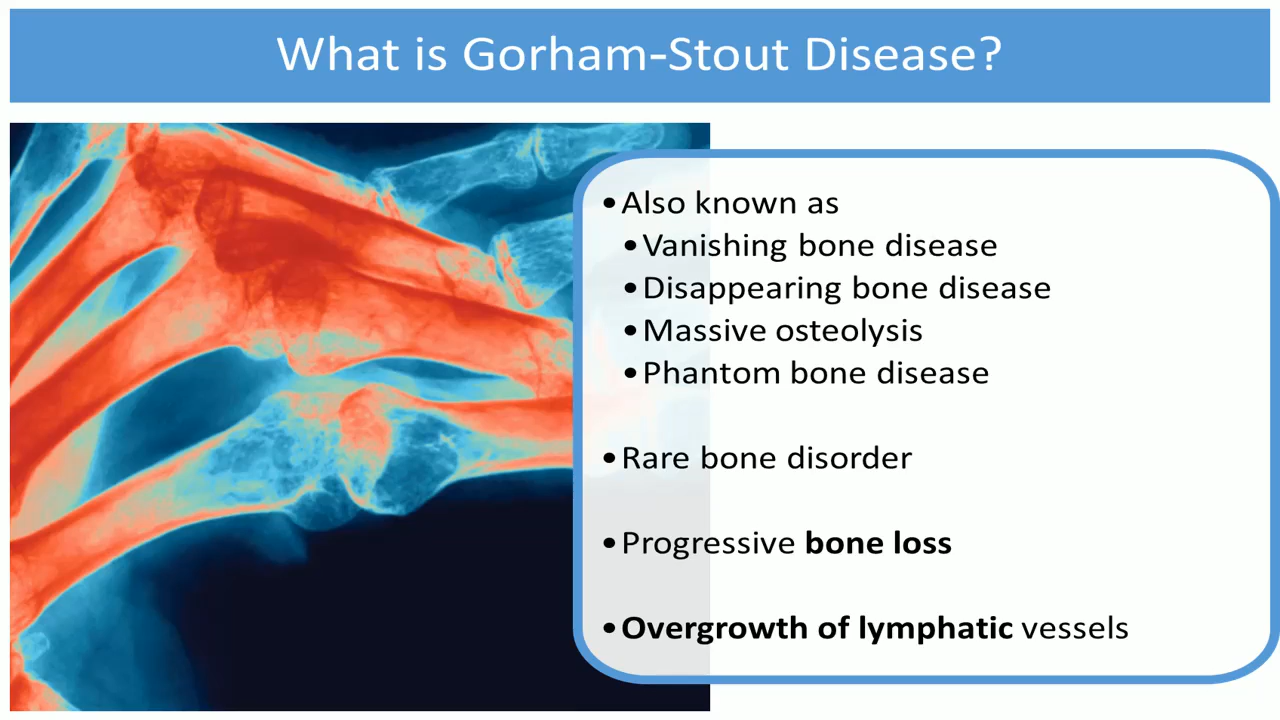 What is Gorham-Stout Disease?
•Also known as
•Vanishing bone disease
•Disappearing bone disease
•Massive osteolysis
•Phantom bone disease
•Rare bone disorder
•Progressive bone loss
•Overgrowth of lymphatic vessels